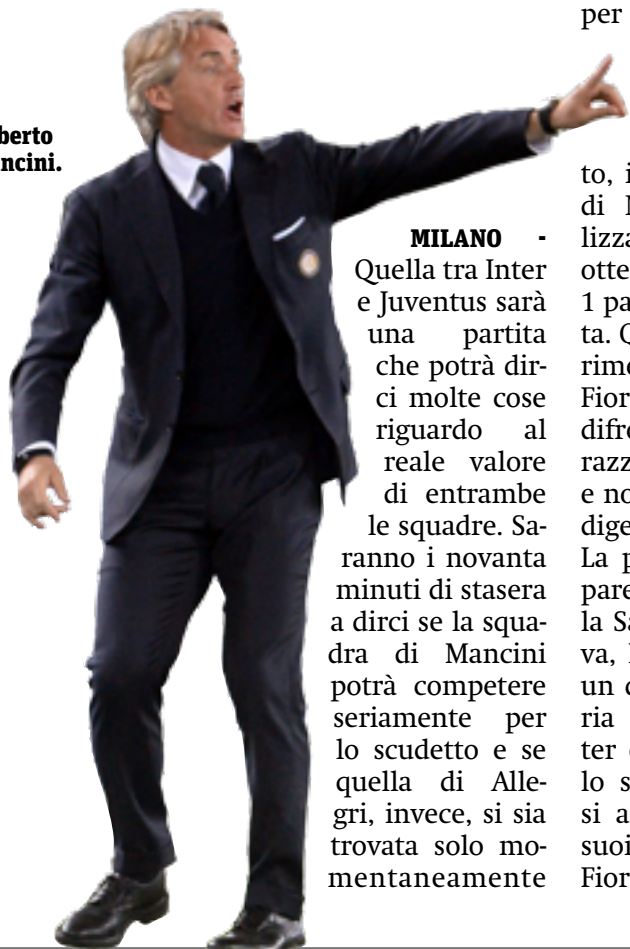 berto
ncini.
MILANO -
Quella tra Inter
e Juventus sarà
una partita
che potrà dir-
ci molte cose
riguardo al
reale valore
di entrambe
le squadre. Sa-
ranno i novanta
minuti di stasera
a dirci se la squa-
dra di Mancini
potrà competere
seriamente per
lo scudetto e se
quella di Alle-
gri, invece, si sia
trovata solo mo-
mentaneamente
per
to, i
di M
lizza
otte
1 pa
ta. Q
rime
Fior
difro
razz
e no
dige
La p
pare
la Sa
va, 
un c
ria
ter
lo s
si a
suoi
Fior